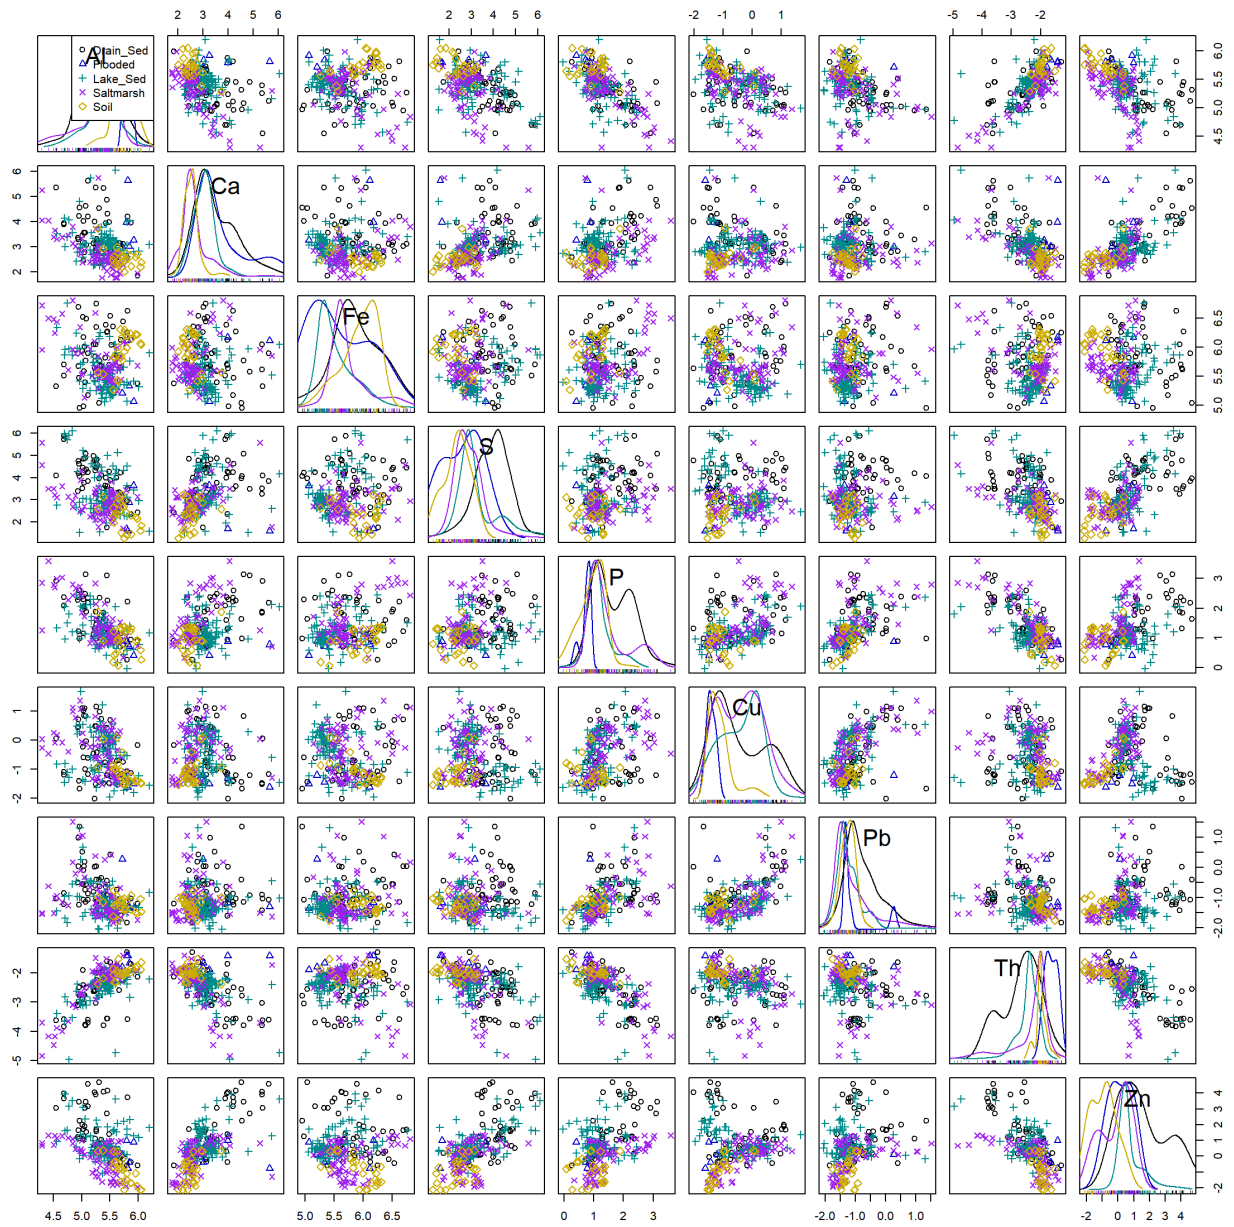 2 3 4 5 6
2 3 4 5 6
-2 -1 0 1
-5 -4 -3 -2
Al
Drain_Sed
Flooded
Lake_Sed
Saltmarsh
Soil
4.5 5.0 5.5 6.0
2 3 4 5 6
Ca
Fe
5.0 5.5 6.0 6.5
2 3 4 5 6
S
P
0 1 2 3
-2 -1 0 1
Cu
Pb
-2.0 -1.0 0.0 1.0
-5 -4 -3 -2
Th
Zn
-2 0 1 2 3 4
4.5 5.0 5.5 6.0
5.0 5.5 6.0 6.5
0 1 2 3
-2.0 -1.0 0.0 1.0
-2 0 1 2 3 4